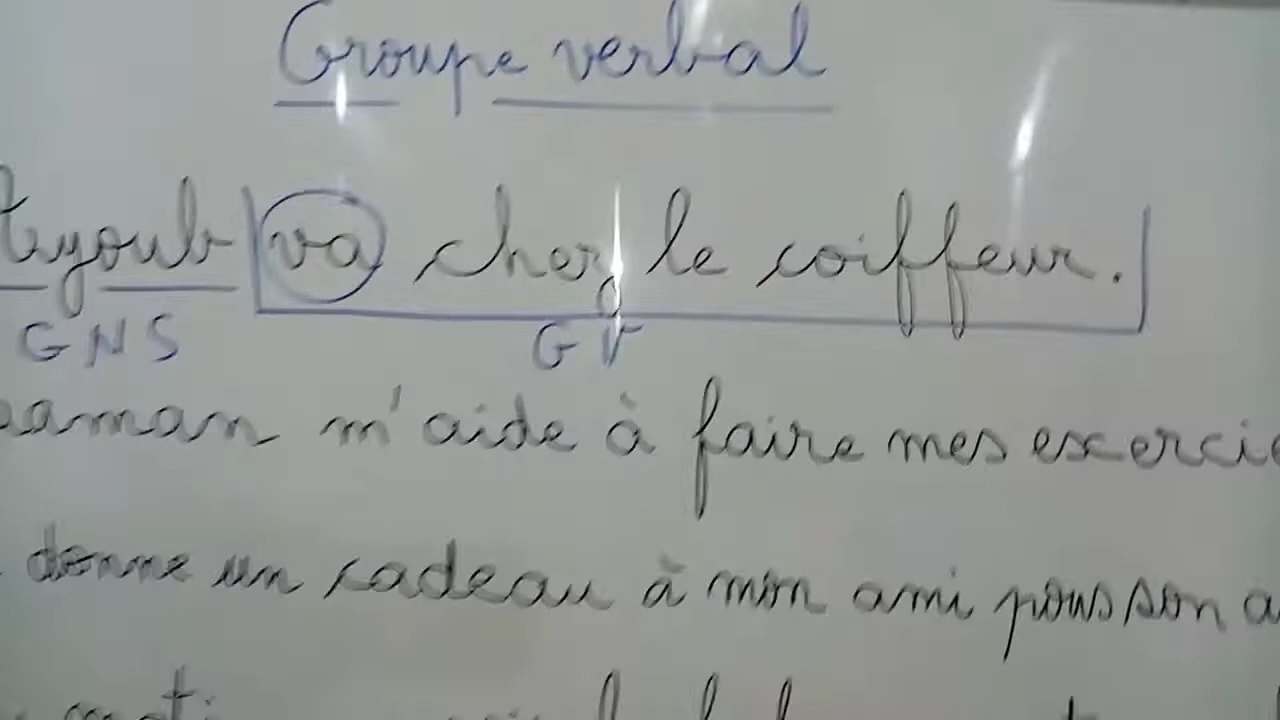 Groupe verbal
Ayoub va chez le coiffeur.
GNS GV
maman m'aide à faire mes exercic
donne un cadeau à mon ami pour son a